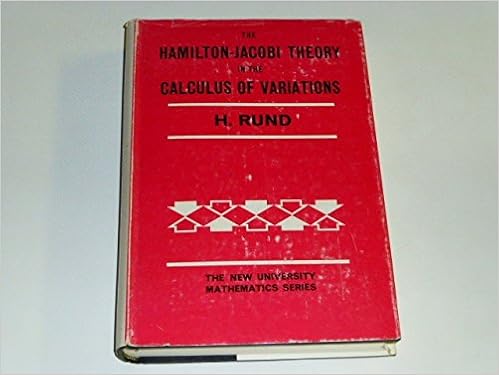 THE
HAMILTON-JACOBI THEORY
IN THE
CALCULUS OF VARIATIONS
H. RUND
THE NEW UNIVERSITY
MATHEMATICS SERIES